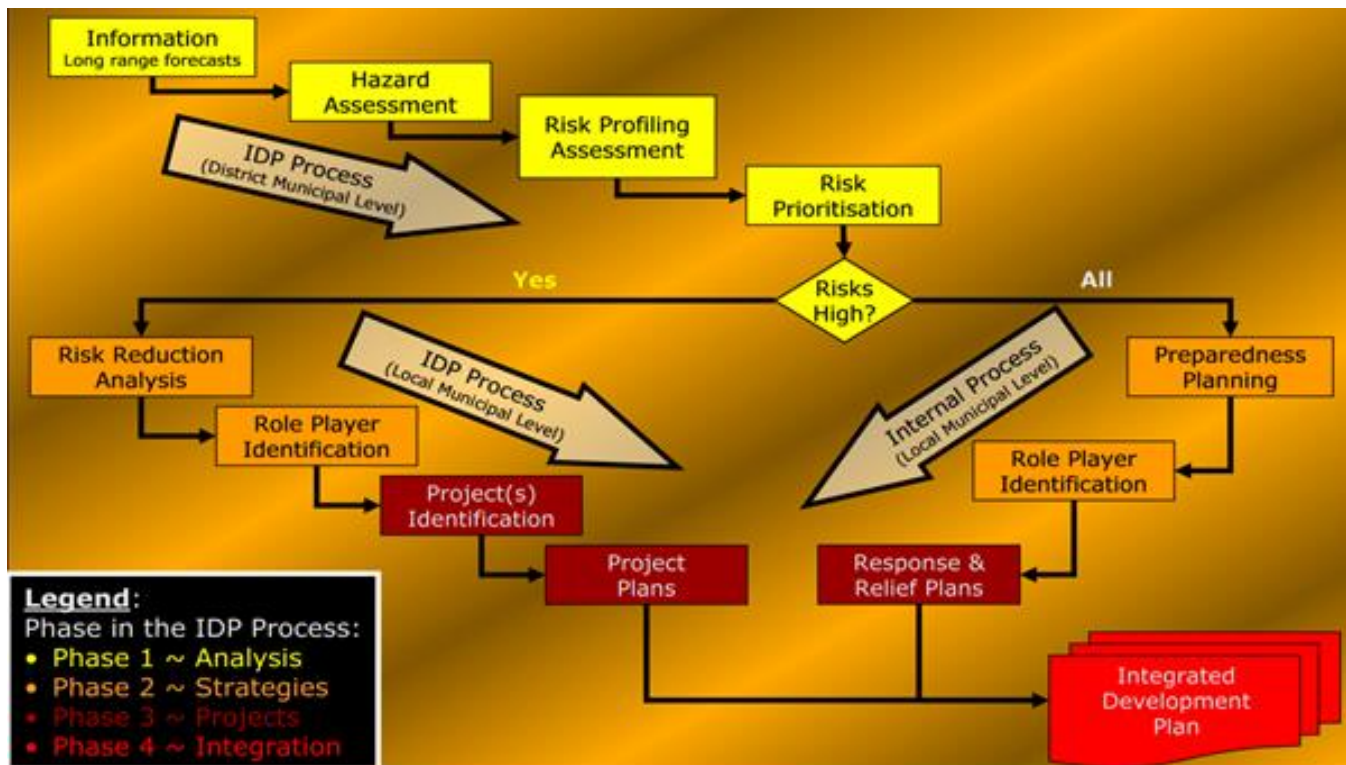 Information
Long range forecasts
Hazard
Assessment
Risk Profiling
Assessment
IDP Process
(District Municipal Level)
Risk
Prioritisation
Yes
Risks
High?
All
Risk Reduction
Analysis
IDP Process
(Local Municipal Level)
Internal Process
(Local Municipal Level)
Preparedness
Planning
Role Player
Identification
Role Player
Identification
Project(s)
Identification
Project
Plans
Response &
Relief Plans
Legend:
Phase in the IDP Process:
• Phase 1 ~ Analysis
• Phase 2 ~ Strategies
• Phase 3 ~ Projects
• Phase 4 ~ Integration
Integrated
Development
Plan